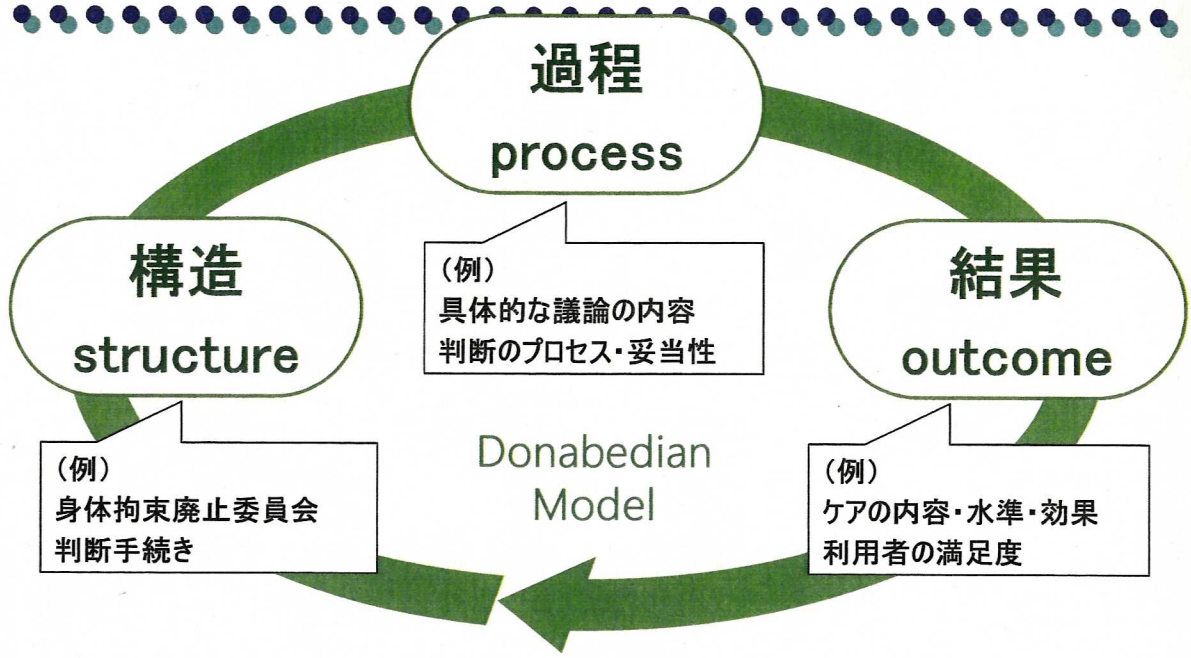 過程
process
(例)
具体的な議論の内容
判断のプロセス・妥当性
構造
structure
(例)
身体拘束廃止委員会
判断手続き
結果
outcome
(例)
ケアの内容・水準・効果
利用者の満足度
Donabedian
Model